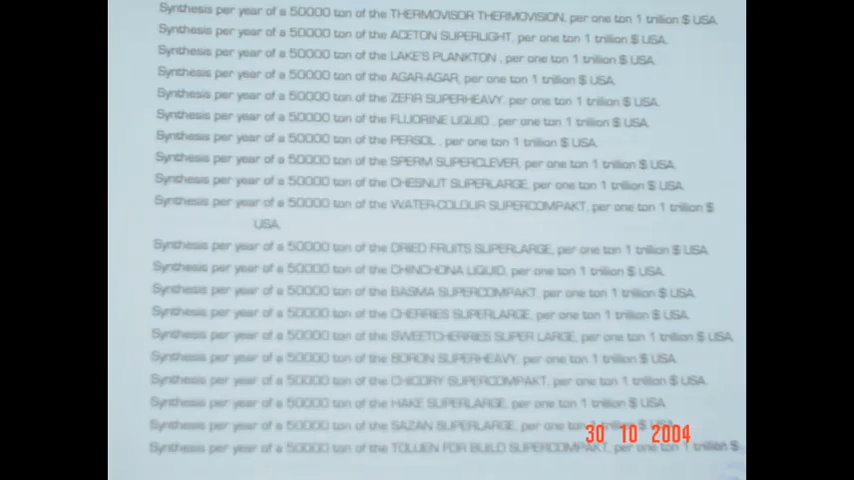 Synthesis per year of a 50000 ton of the THERMOVISOR THERMOVISION, per one ton 1 trillion $ USA.
Synthesis per year of a 50000 ton of the ACETON SUPERLIGHT, per one ton 1 trillion $ USA.
Synthesis per year of a 50000 ton of the LAKE'S PLANKTON , per one ton 1 trillion $ USA.
Synthesis per year of a 50000 ton of the AGAR-AGAR, per one ton 1 trillion $ USA.
Synthesis per year of a 50000 ton of the ZEFIR SUPERHEAVY, per one ton 1 trillion $ USA.
Synthesis per year of a 50000 ton of the FLUORINE LIQUID , per one ton 1 trillion $ USA.
Synthesis per year of a 50000 ton of the PERSOL , per one ton 1 trillion $ USA.
Synthesis per year of a 50000 ton of the SPERM SUPERCLEVER, per one ton 1 trillion $ USA.
Synthesis per year of a 50000 ton of the CHESNUT SUPERLARGE, per one ton 1 trillion $ USA.
Synthesis per year of a 50000 ton of the WATER-COLOUR SUPERCOMPAKT, per one ton 1 trillion $
USA.
Synthesis per year of a 50000 ton of the DRIED FRUITS SUPERLARGE, per one ton 1 trillion $ USA.
Synthesis per year of a 50000 ton of the CHINCHONA LIQUID, per one ton 1 trillion $ USA.
Synthesis per year of a 50000 ton of the BASMA SUPERCOMPAKT, per one ton 1 trillion $ USA.
Synthesis per year of a 50000 ton of the CHERRIES SUPERLARGE, per one ton 1 trillion $ USA.
Synthesis per year of a 50000 ton of the SWEETCHERRIES SUPER LARGE, per one ton 1 trillion $ USA.
Synthesis per year of a 50000 ton of the BORON SUPERHEAVY, per one ton 1 trillion $ USA.
Synthesis per year of a 50000 ton of the CHICORY SUPERCOMPAKT, per one ton 1 trillion $ USA.
Synthesis per year of a 50000 ton of the HAKE SUPERLARGE, per one ton 1 trillion $ USA.
Synthesis per year of a 50000 ton of the SAZAN SUPERLARGE, per one ton 1 trillion $ USA.
Synthesis per year of a 50000 ton of the TOLUEN FOR BUILD SUPERCOMPAKT, per one ton 1 trillion $
30 10 2004